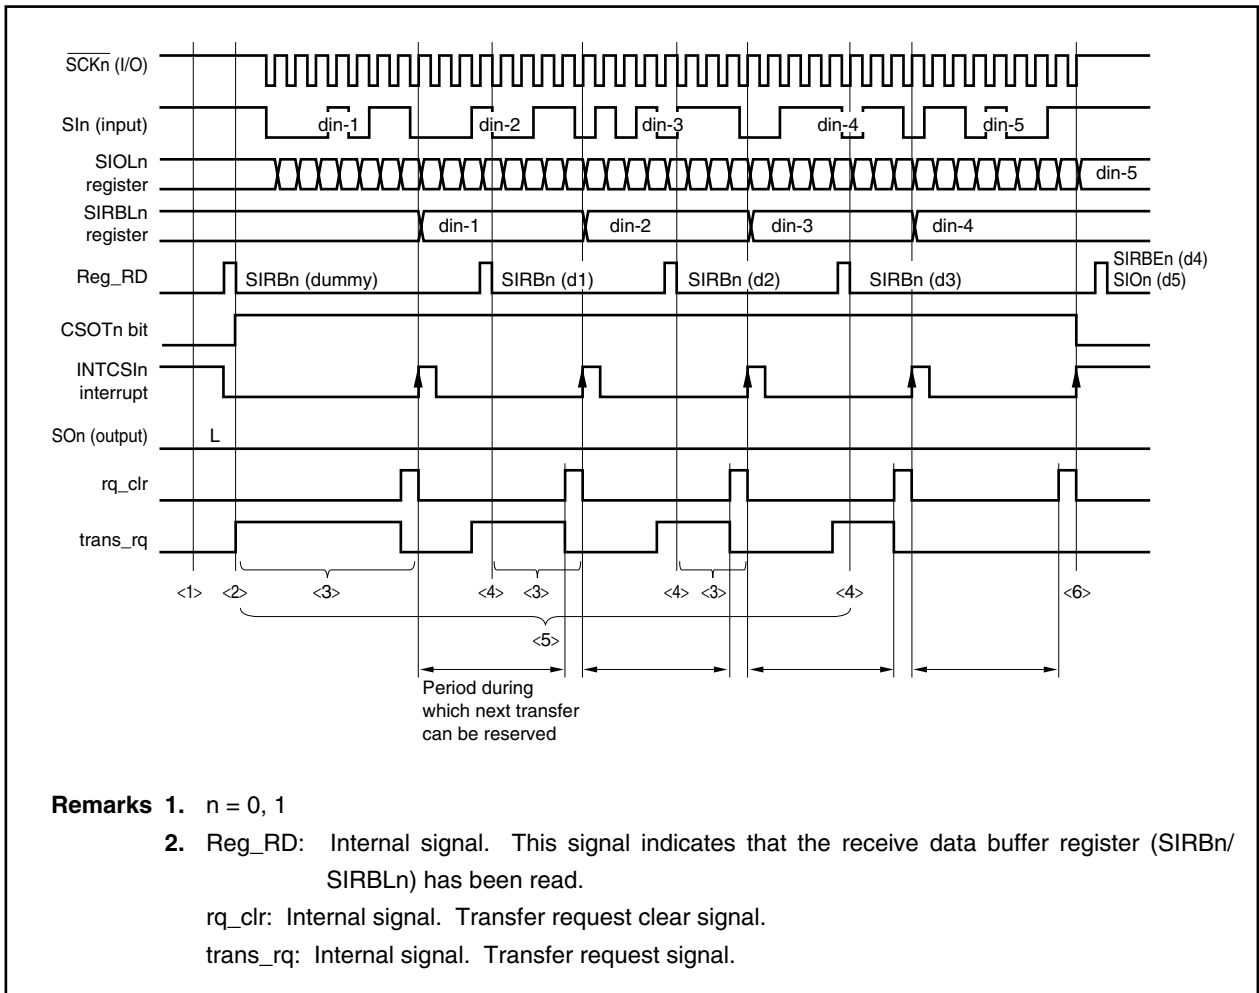 SCKn (I/O)
SIn (input)
din-1 din-2 din-3 din-4 din-5
SIOLn
register
din-5
SIRBLn
register
din-1 din-2 din-3 din-4
Reg_RD
SIRBn (dummy) SIRBn (d1) SIRBn (d2) SIRBn (d3)
SIRBEn (d4)
SIOn (d5)
CSOTn bit
INTCSIn
interrupt
SOn (output) L
rq_clr
trans_rq
<1> <2> <3> <4> <3> <4> <3> <4> <6>
<5>
Period during
which next transfer
can be reserved
Remarks 1. n = 0, 1
2. Reg_RD: Internal signal. This signal indicates that the receive data buffer register (SIRBn/
SIRBLn) has been read.
rq_clr: Internal signal. Transfer request clear signal.
trans_rq: Internal signal. Transfer request signal.